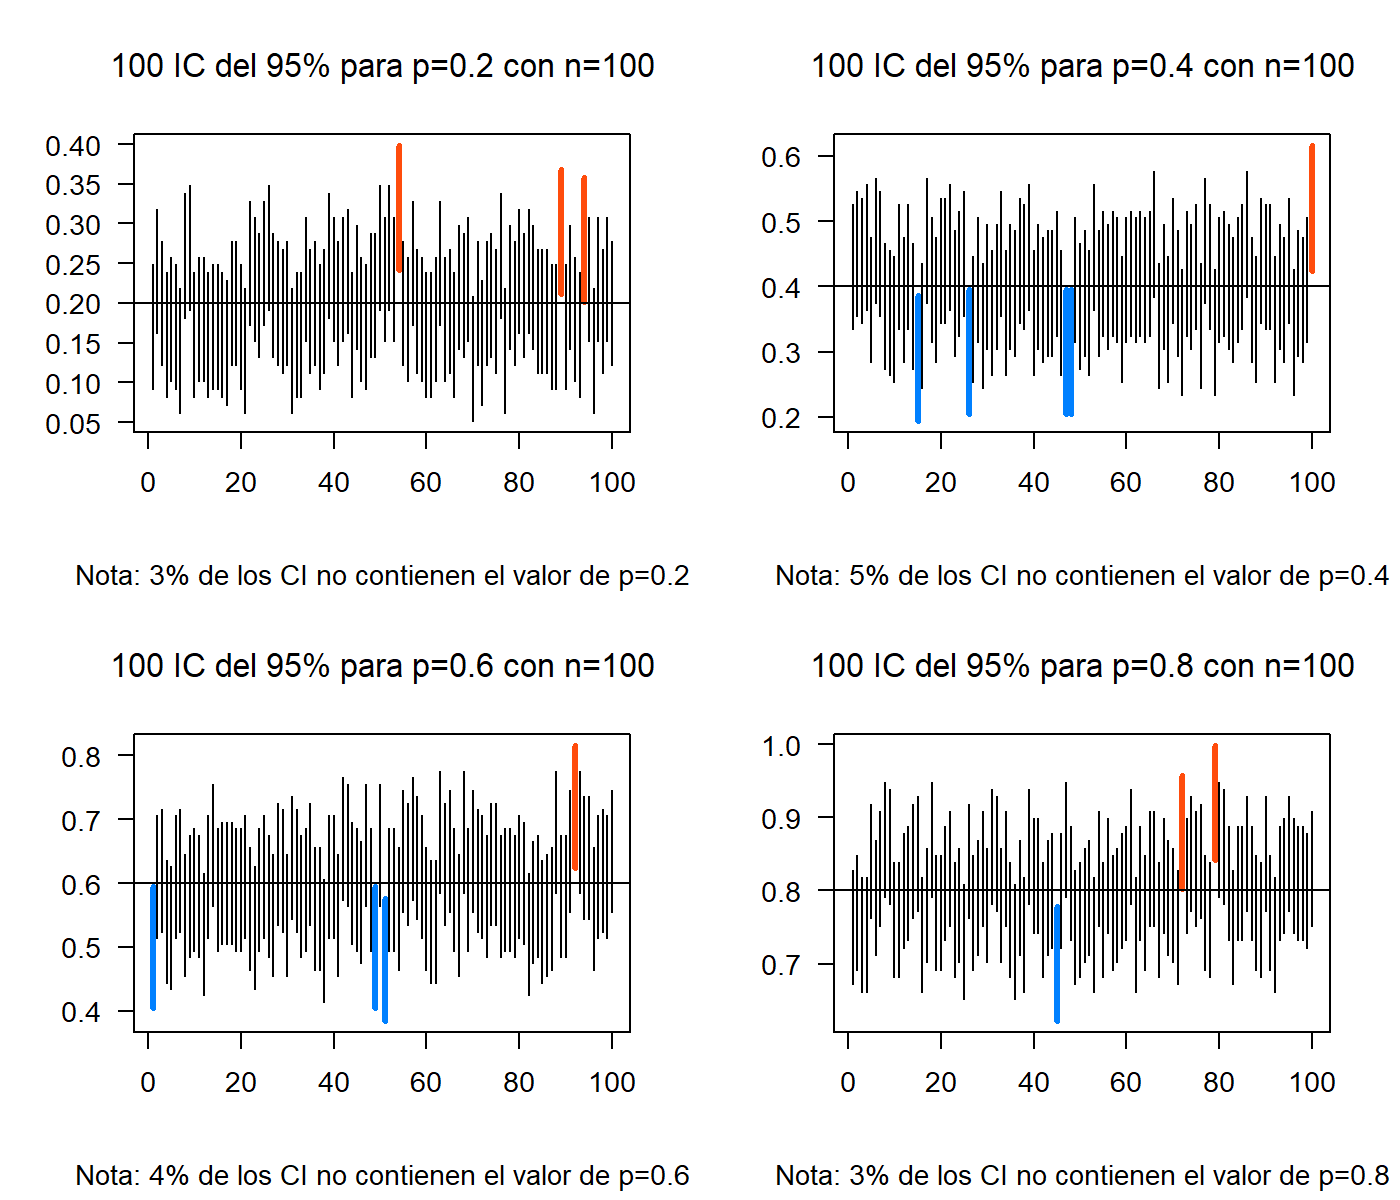 100 IC del 95% para p=0.2 con n=100
0.40
0.35
0.30
0.25
0.20
0.15
0.10
0.05
0 20 40 60 80 100
Nota: 3% de los CI no contienen el valor de p=0.2
100 IC del 95% para p=0.4 con n=100
0.6
0.5
0.4
0.3
0.2
0 20 40 60 80 100
Nota: 5% de los CI no contienen el valor de p=0.4
100 IC del 95% para p=0.6 con n=100
0.8
0.7
0.6
0.5
0.4
0 20 40 60 80 100
Nota: 4% de los CI no contienen el valor de p=0.6
100 IC del 95% para p=0.8 con n=100
1.0
0.9
0.8
0.7
0 20 40 60 80 100
Nota: 3% de los CI no contienen el valor de p=0.8